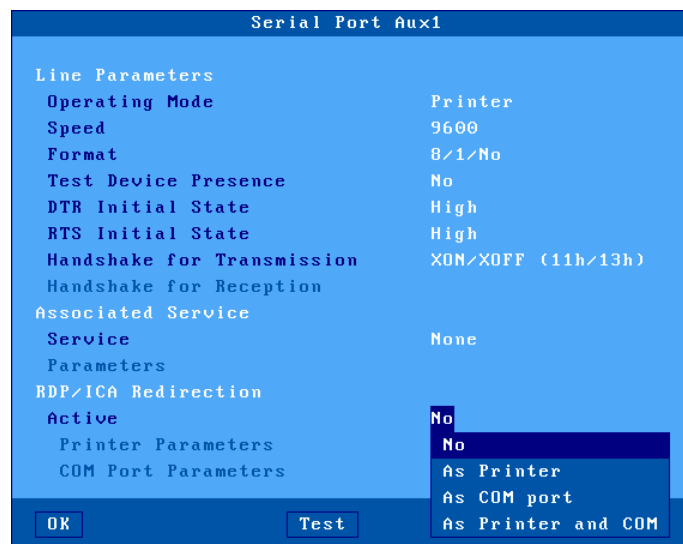 Serial Port Aux1
Line Parameters
Operating Mode Printer
Speed 9600
Format 8/1/No
Test Device Presence No
DTR Initial State High
RTS Initial State High
Handshake for Transmission XON/XOFF (11h/13h)
Handshake for Reception
Associated Service
Service None
Parameters
RDP/ICA Redirection
Active No
Printer Parameters No
COM Port Parameters As Printer
As COM port
OK Test As Printer and COM